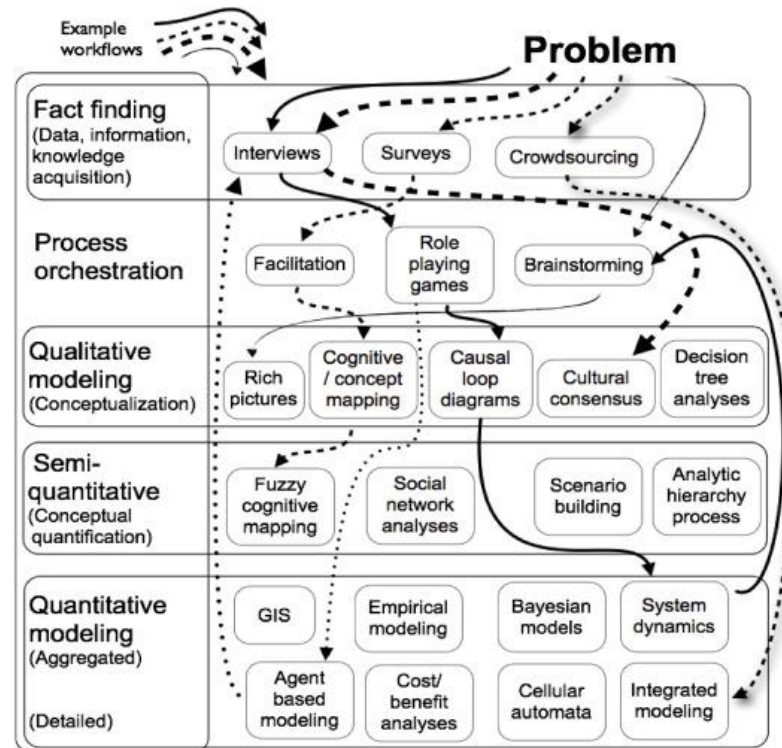 Example
workflows
Problem
Fact finding
(Data, information,
knowledge
acquisition)
Interviews
Surveys
Crowdsourcing
Process
orchestration
Facilitation
Role
playing
games
Brainstorming
Qualitative
modeling
(Conceptualization)
Rich
pictures
Cognitive
/ concept
mapping
Causal
loop
diagrams
Cultural
consensus
Decision
tree
analyses
Semi-
quantitative
(Conceptual
quantification)
Fuzzy
cognitive
mapping
Social
network
analyses
Scenario
building
Analytic
hierarchy
process
Quantitative
modeling
(Aggregated)
(Detailed)
GIS
Empirical
modeling
Bayesian
models
System
dynamics
Agent
based
modeling
Cost/
benefit
analyses
Cellular
automata
Integrated
modeling